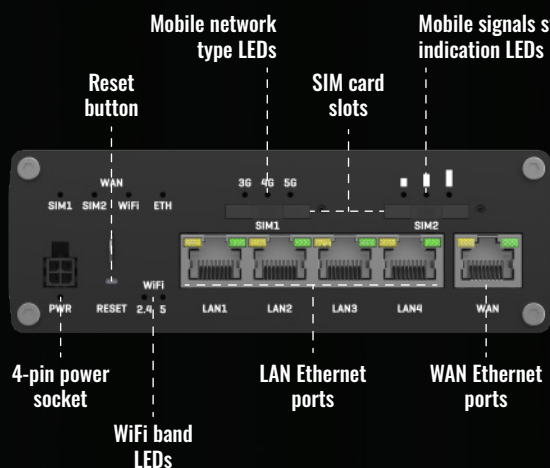 Mobile network
type LEDs
Mobile signals s
indication LEDs
Reset
button
SIM card
slots
WAN
SIM1 SIM2 WiFi ETH
3G 4G 5G
SIM1
SIM2
WiFi
2.4 5
PWR
RESET
LAN1
LAN2
LAN3
LAN4
WAN
4-pin power
socket
LAN Ethernet
ports
WAN Ethernet
ports
WiFi band
LEDs